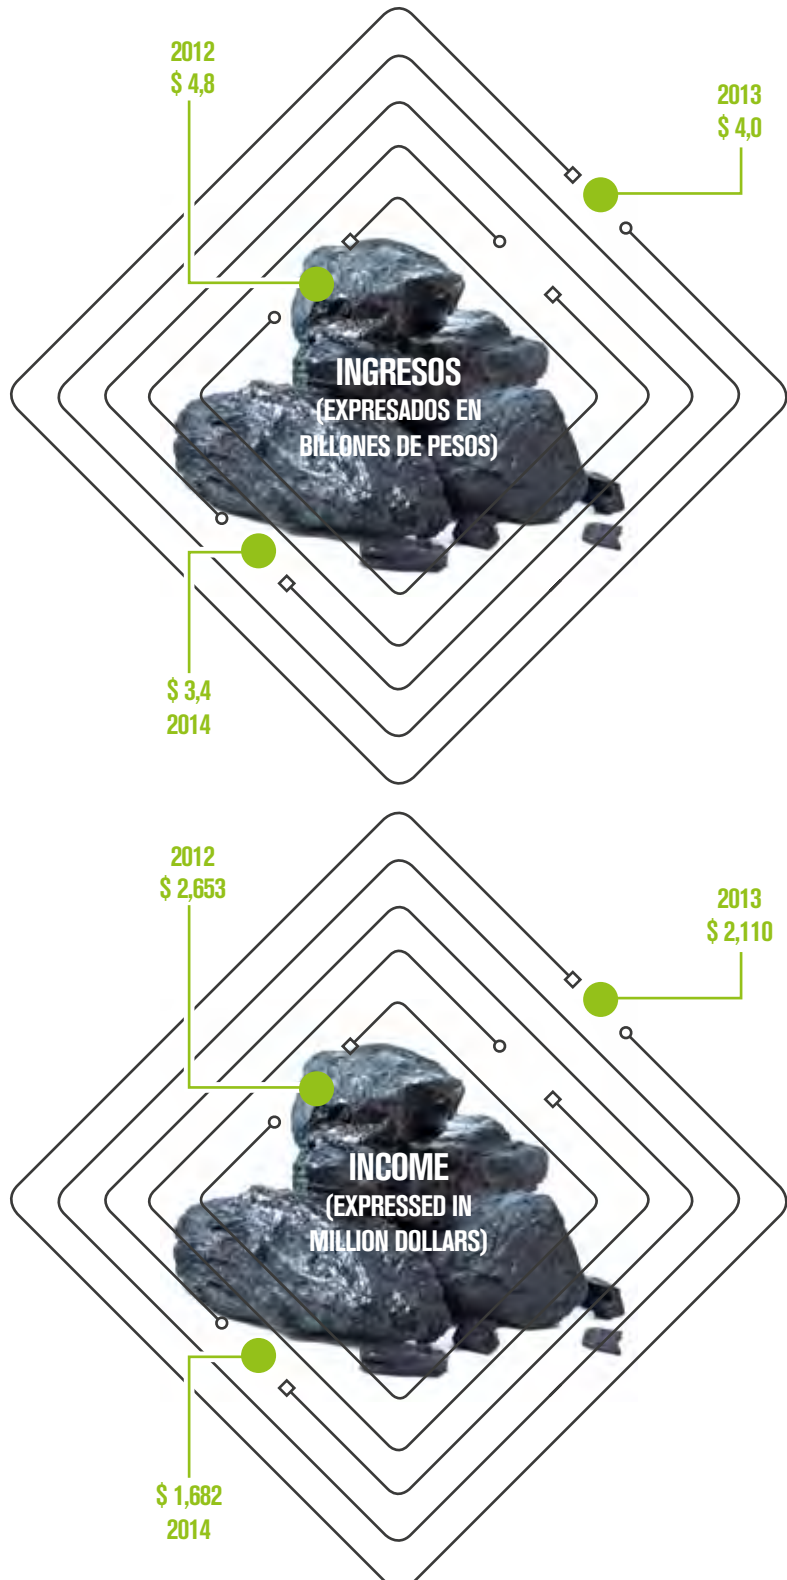 2012
$ 4,8
2013
$ 4,0
INGRESOS
(EXPRESADOS EN
BILLONES DE PESOS)
$ 3,4
2014
2012
$ 2,653
2013
$ 2,110
INCOME
(EXPRESSED IN
MILLION DOLLARS)
$ 1,682
2014